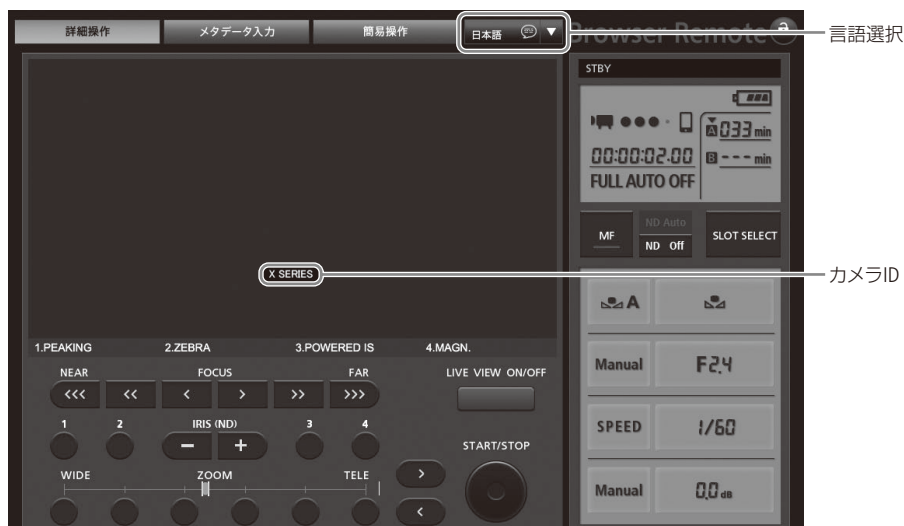 詳細操作
メタデータ入力
簡易操作
日本語
Browser Remote
言語選択
STBY
A 033 min
00:00:02.00
B --- min
FULL AUTO OFF
MF
ND Auto
ND Off
SLOT SELECT
X SERIES
カメラID
A
1.PEAKING
2.ZEBRA
3.POWERED IS
4.MAGN.
Manual
F2.4
NEAR
FOCUS
FAR
LIVE VIEW ON/OFF
<<<
<<
<
>
>>
>>>
1
2
IRIS (ND)
3
4
− +
SPEED
1/60
START/STOP
WIDE
ZOOM
TELE
>
<
Manual
0.0 dB